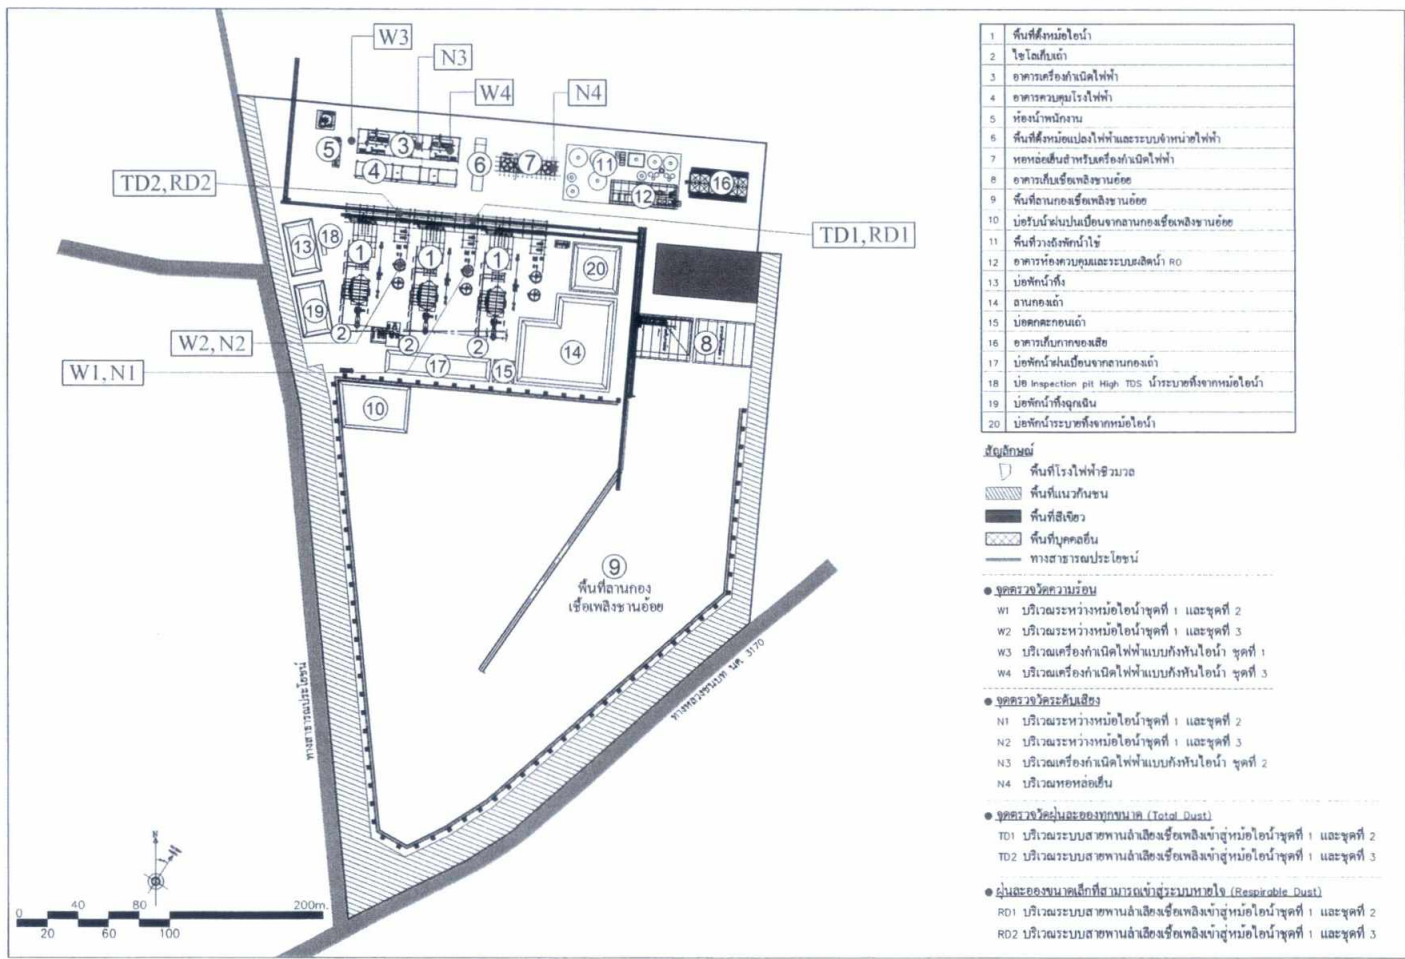 W3
N3
W4
N4
TD2,RD2
TD1,RD1
W2,N2
W1,N1
5
3
4
6
7
11
12
16
13
18
1
1
1
20
19
2
2
2
17
15
14
8
10
9
พื้นที่ลานกอง
เชื้อเพลิงชานอ้อย
ทางสาธารณประโยชน์
ทางหลวงชนบท นค. 3170
N
0 40 80 200m.
20 60 100
1 พื้นที่ตั้งหม้อไอน้ำ
2 ไซโลเก็บเถ้า
3 อาคารเครื่องกำเนิดไฟฟ้า
4 อาคารควบคุมโรงไฟฟ้า
5 ห้องน้ำพนักงาน
6 พื้นที่ตั้งหม้อแปลงไฟฟ้าและระบบจำหน่ายไฟฟ้า
7 หอหล่อเย็นสำหรับเครื่องกำเนิดไฟฟ้า
8 อาคารเก็บเชื้อเพลิงชานอ้อย
9 พื้นที่ลานกองเชื้อเพลิงชานอ้อย
10 บ่อรับน้ำฝนปนเปื้อนจากลานกองเชื้อเพลิงชานอ้อย
11 พื้นที่วางถังพักน้ำใช้
12 อาคารห้องควบคุมและระบบผลิตน้ำ RO
13 บ่อพักน้ำทิ้ง
14 ลานกองเถ้า
15 บ่อตกตะกอนเถ้า
16 อาคารเก็บกากของเสีย
17 บ่อพักน้ำฝนเปื้อนจากลานกองเถ้า
18 บ่อ Inspection pit High TDS น้ำระบายทิ้งจากหม้อไอน้ำ
19 บ่อพักน้ำทิ้งฉุกเฉิน
20 บ่อพักน้ำระบายทิ้งจากหม้อไอน้ำ
สัญลักษณ์
พื้นที่โรงไฟฟ้าชีวมวล
พื้นที่แนวกันชน
พื้นที่สีเขียว
พื้นที่บุคคลอื่น
ทางสาธารณประโยชน์
จุดตรวจวัดความร้อน
W1 บริเวณระหว่างหม้อไอน้ำชุดที่ 1 และชุดที่ 2
W2 บริเวณระหว่างหม้อไอน้ำชุดที่ 1 และชุดที่ 3
W3 บริเวณเครื่องกำเนิดไฟฟ้าแบบกังหันไอน้ำ ชุดที่ 1
W4 บริเวณเครื่องกำเนิดไฟฟ้าแบบกังหันไอน้ำ ชุดที่ 3
จุดตรวจวัดระดับเสียง
N1 บริเวณระหว่างหม้อไอน้ำชุดที่ 1 และชุดที่ 2
N2 บริเวณระหว่างหม้อไอน้ำชุดที่ 1 และชุดที่ 3
N3 บริเวณเครื่องกำเนิดไฟฟ้าแบบกังหันไอน้ำ ชุดที่ 2
N4 บริเวณหอหล่อเย็น
จุดตรวจวัดฝุ่นละอองทุกขนาด (Total Dust)
TD1 บริเวณระบบสายพานลำเลียงเชื้อเพลิงเข้าสู่หม้อไอน้ำชุดที่ 1 และชุดที่ 2
TD2 บริเวณระบบสายพานลำเลียงเชื้อเพลิงเข้าสู่หม้อไอน้ำชุดที่ 1 และชุดที่ 3
ฝุ่นละอองขนาดเล็กที่สามารถเข้าสู่ระบบหายใจ (Respirable Dust)
RD1 บริเวณระบบสายพานลำเลียงเชื้อเพลิงเข้าสู่หม้อไอน้ำชุดที่ 1 และชุดที่ 2
RD2 บริเวณระบบสายพานลำเลียงเชื้อเพลิงเข้าสู่หม้อไอน้ำชุดที่ 1 และชุดที่ 3